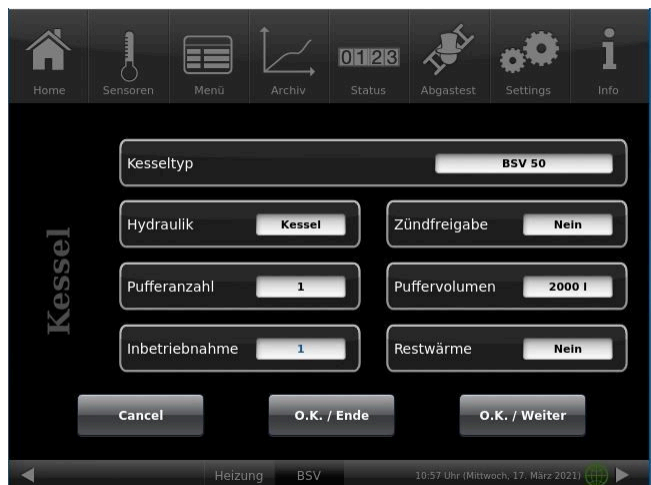 0123
Home Sensoren Menü Archiv Status Abgastest Settings Info
Kessel
Kesseltyp BSV 50
Hydraulik Kessel Zündfreigabe Nein
Pufferanzahl 1 Puffervolumen 2000 l
Inbetriebnahme 1 Restwärme Nein
Cancel O.K. / Ende O.K. / Weiter
Heizung BSV 10:57 Uhr (Mittwoch, 17. März 2021)